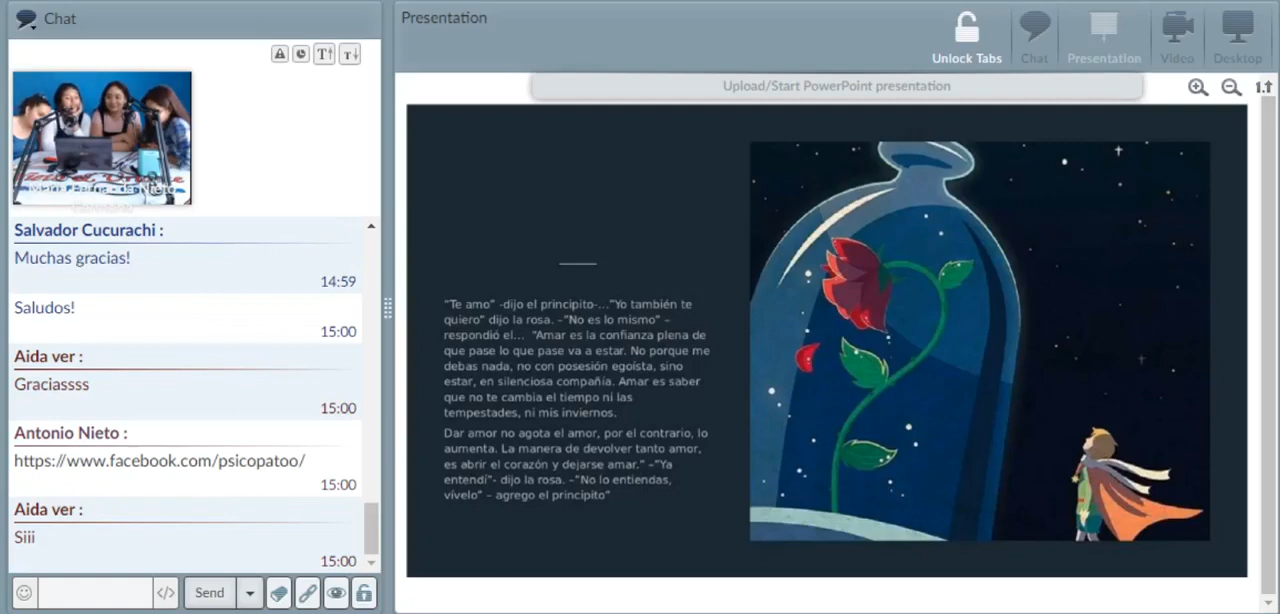 Chat
Presentation
Unlock Tabs
Chat
Presentation
Video
Desktop
Upload/Start PowerPoint presentation
1.↑
T↑
T↓
Maria Fernanda Nieto
Salvador Cucurachi :
Muchas gracias!
14:59
Saludos!
15:00
Aida ver :
Graciassss
15:00
Antonio Nieto :
https://www.facebook.com/psicopatoo/
15:00
Aida ver :
Siii
15:00
</>
Send
“Te amo” -dijo el principito-…”Yo también te
quiero” dijo la rosa. –”No es lo mismo” –
respondió el… “Amar es la confianza plena de
que pase lo que pase va a estar. No porque me
debas nada, no con posesión egoísta, sino
estar, en silenciosa compañía. Amar es saber
que no te cambia el tiempo ni las
tempestades, ni mis inviernos.
Dar amor no agota el amor, por el contrario, lo
aumenta. La manera de devolver tanto amor,
es abrir el corazón y dejarse amar.” –”Ya
entendí”- dijo la rosa. –”No lo entiendas,
vívelo” – agrego el principito”